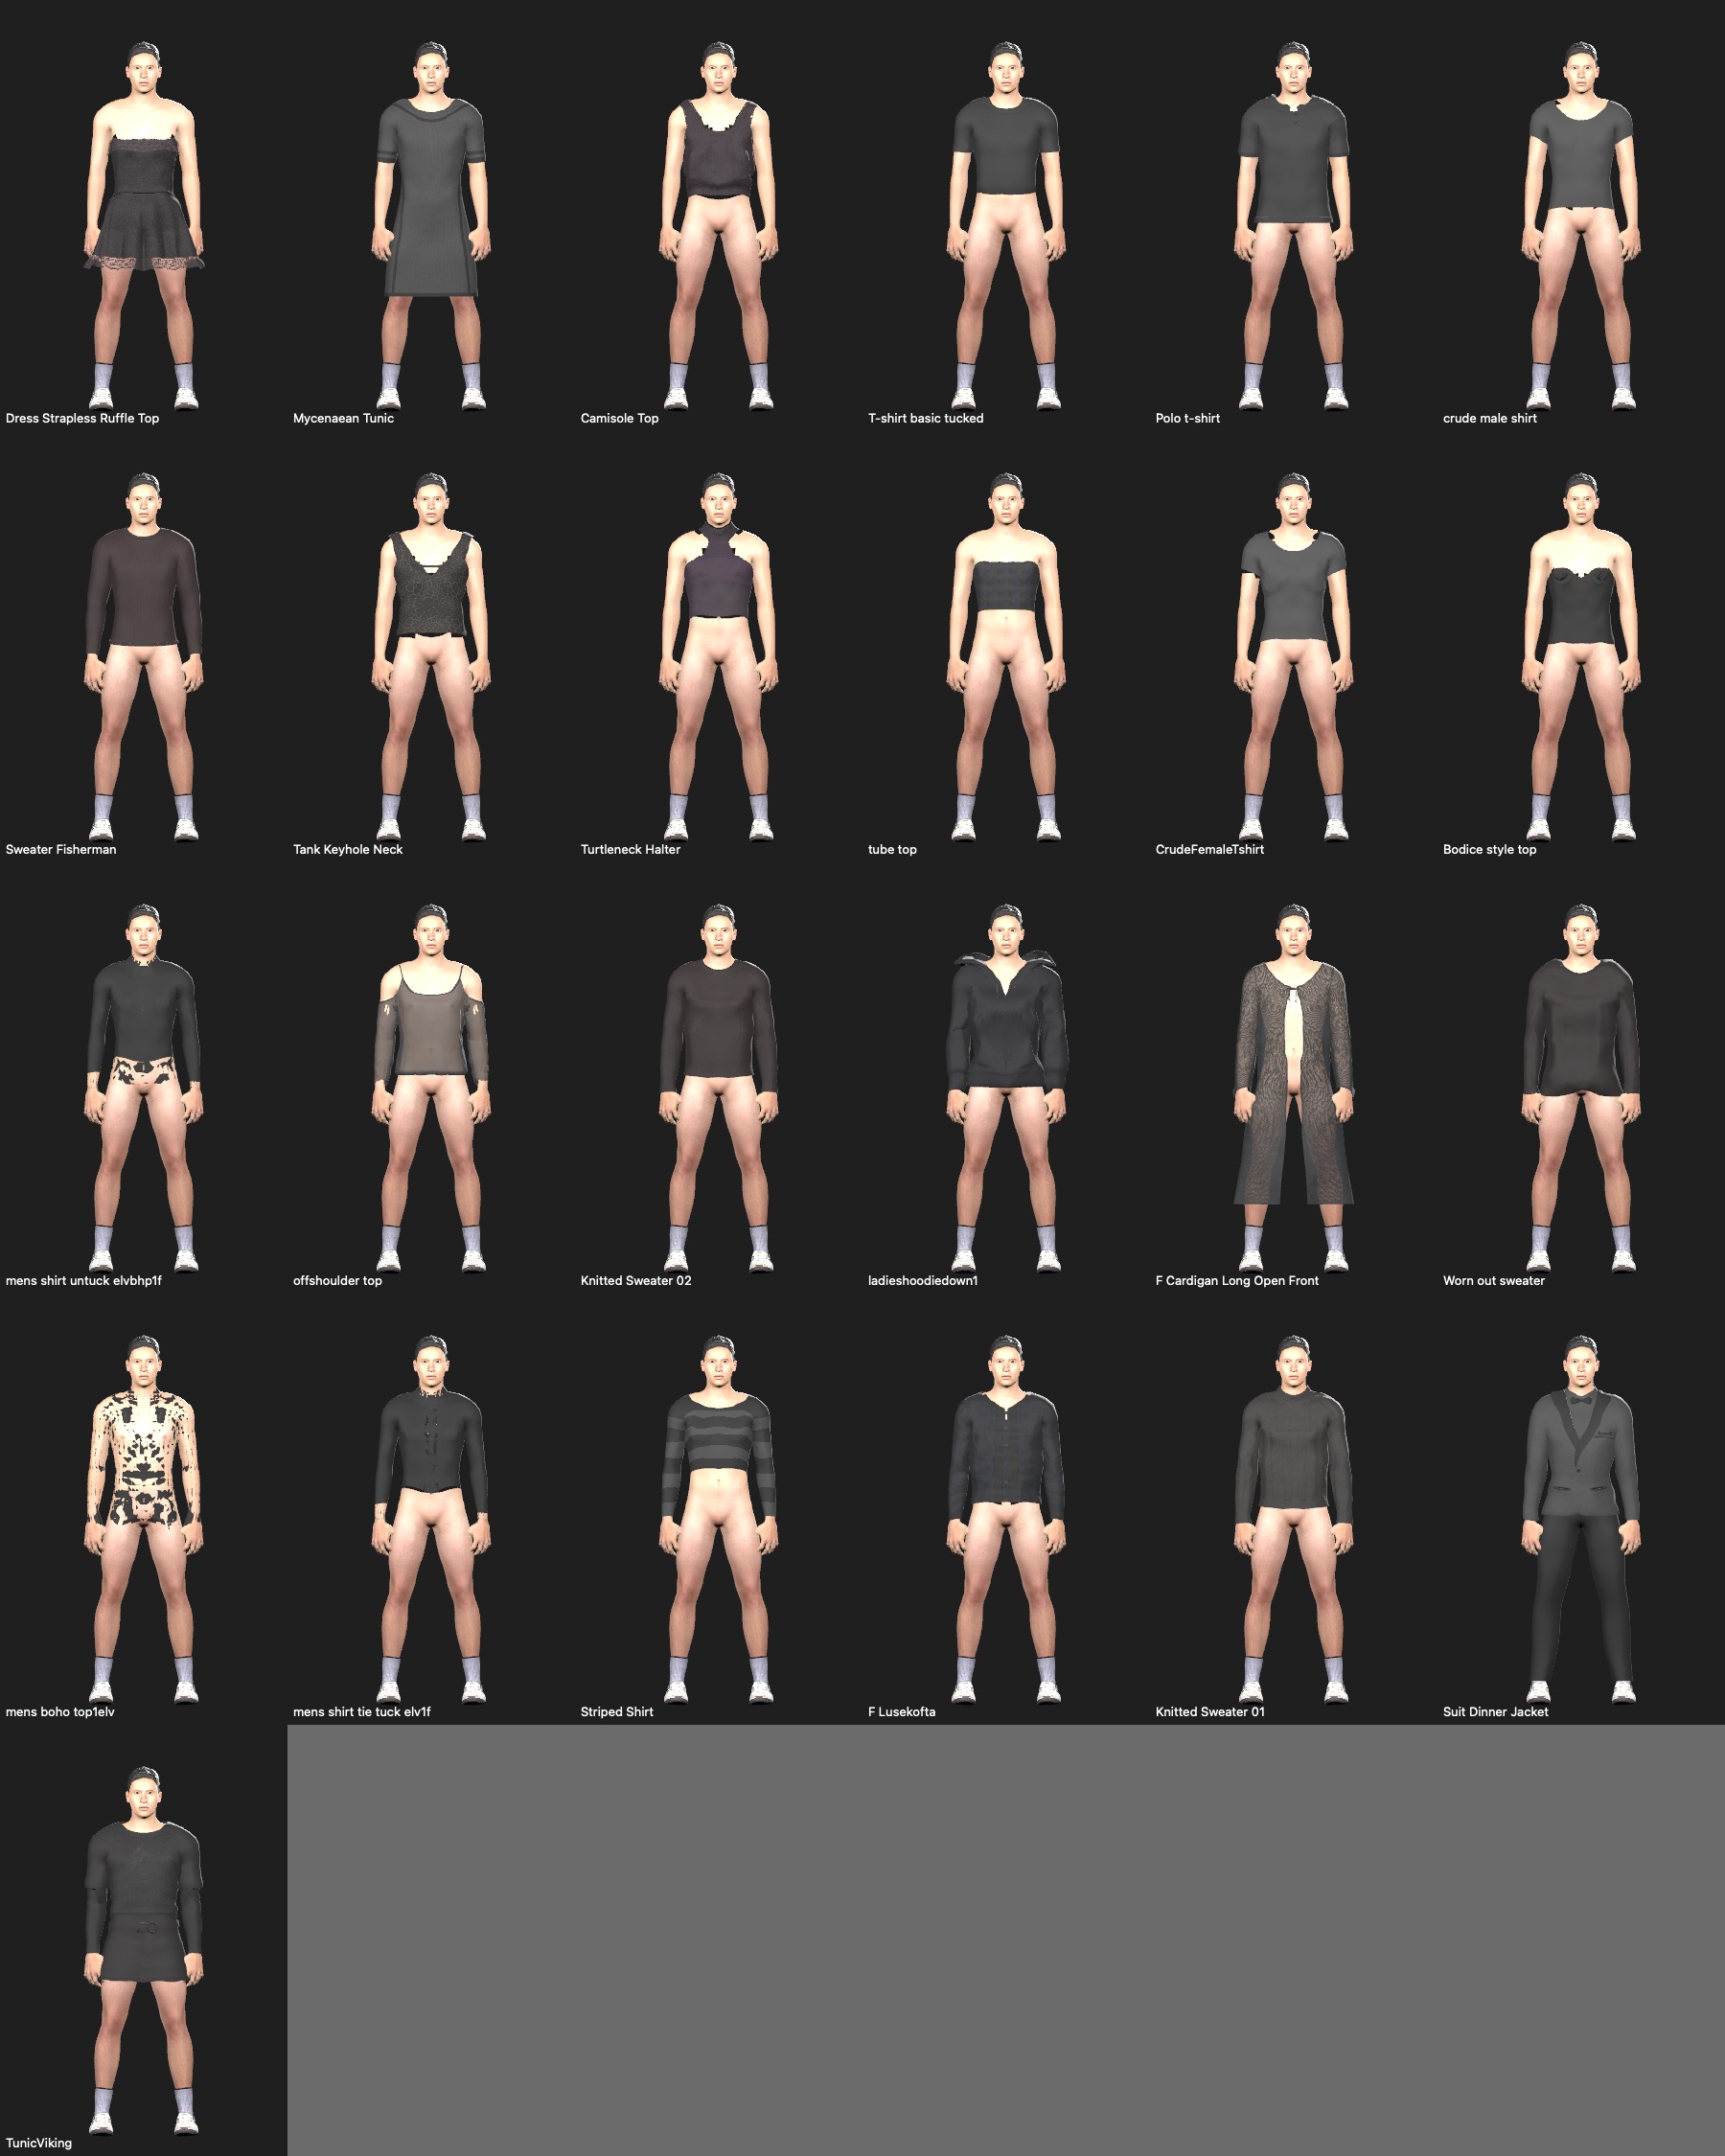 Dress Strapless Ruffle Top
Mycenaean Tunic
Camisole Top
T-shirt basic tucked
Polo t-shirt
crude male shirt
Sweater Fisherman
Tank Keyhole Neck
Turtleneck Halter
tube top
CrudeFemaleTshirt
Bodice style top
mens shirt untuck elvbhp1f
offshoulder top
Knitted Sweater 02
ladieshoodiedown1
F Cardigan Long Open Front
Worn out sweater
mens boho top1elv
mens shirt tie tuck elv1f
Striped Shirt
F Lusekofta
Knitted Sweater 01
Suit Dinner Jacket
TunicViking